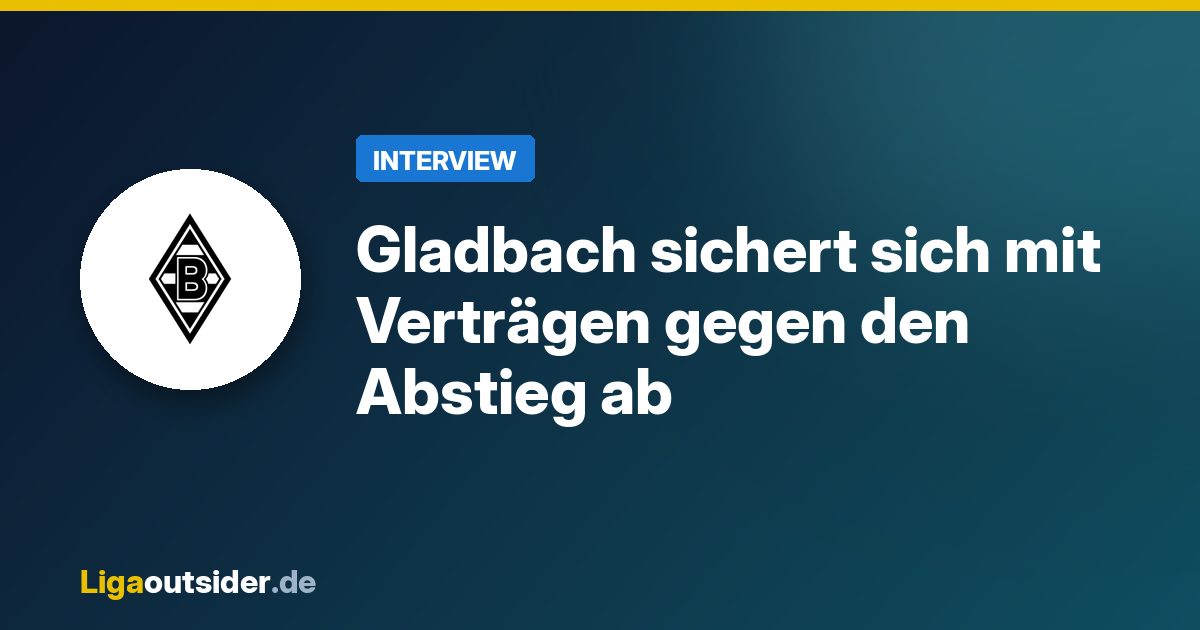 INTERVIEW
Gladbach sichert sich mit
Verträgen gegen den
Abstieg ab
B
Ligaoutsider.de